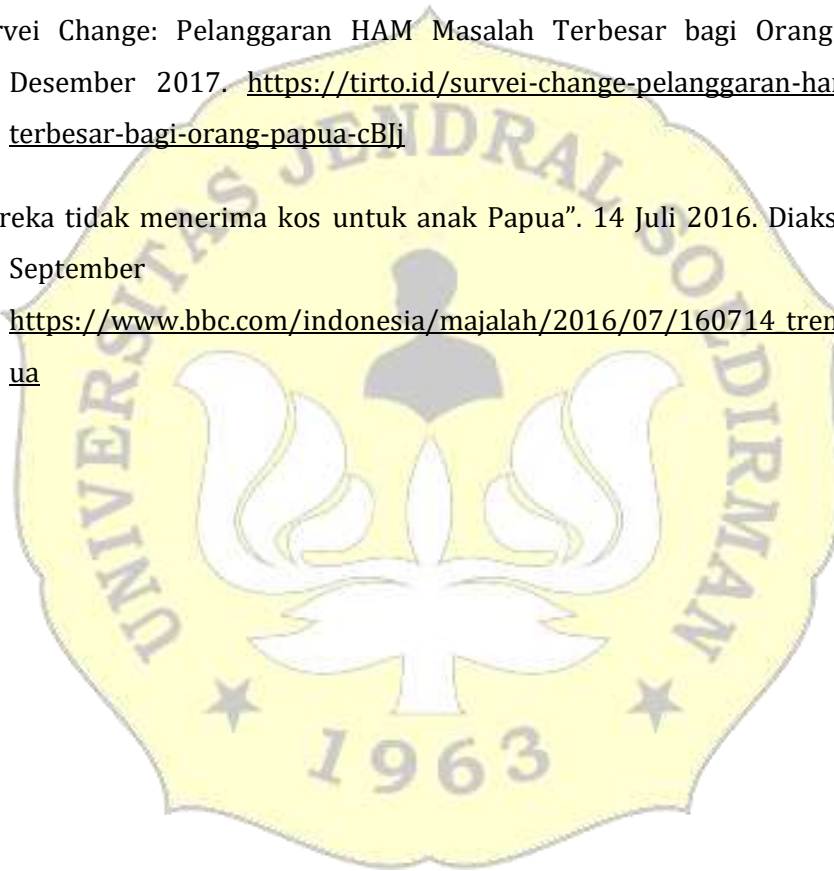 rvei Change: Pelanggaran HAM Masalah Terbesar bagi Orang
Desember 2017. https://tirto.id/survei-change-pelanggaran-har
terbesar-bagi-orang-papua-cBJj
reka tidak menerima kos untuk anak Papua”. 14 Juli 2016. Diaks
September
https://www.bbc.com/indonesia/majalah/2016/07/160714_tren
ua
UNIVERSITAS JENDRAL SOEDIRMAN
1963